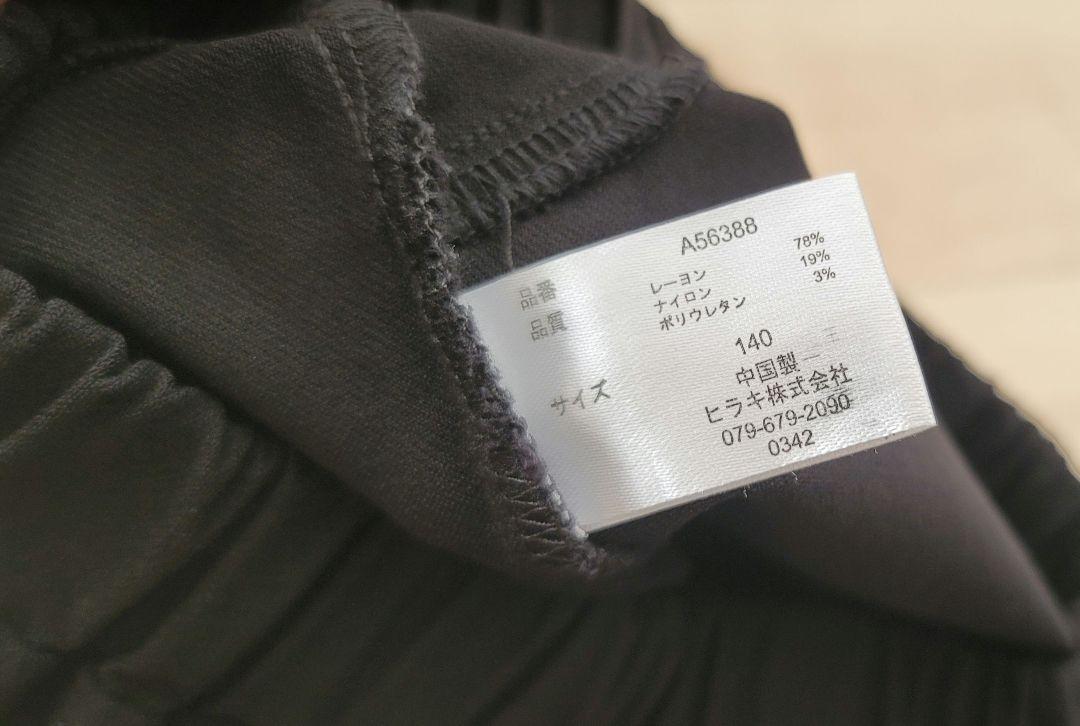 品番 A56388
品質 レーヨン 78%
ナイロン 19%
ポリウレタン 3%
サイズ 140
中国製
ヒラキ株式会社
079-679-2090
0342